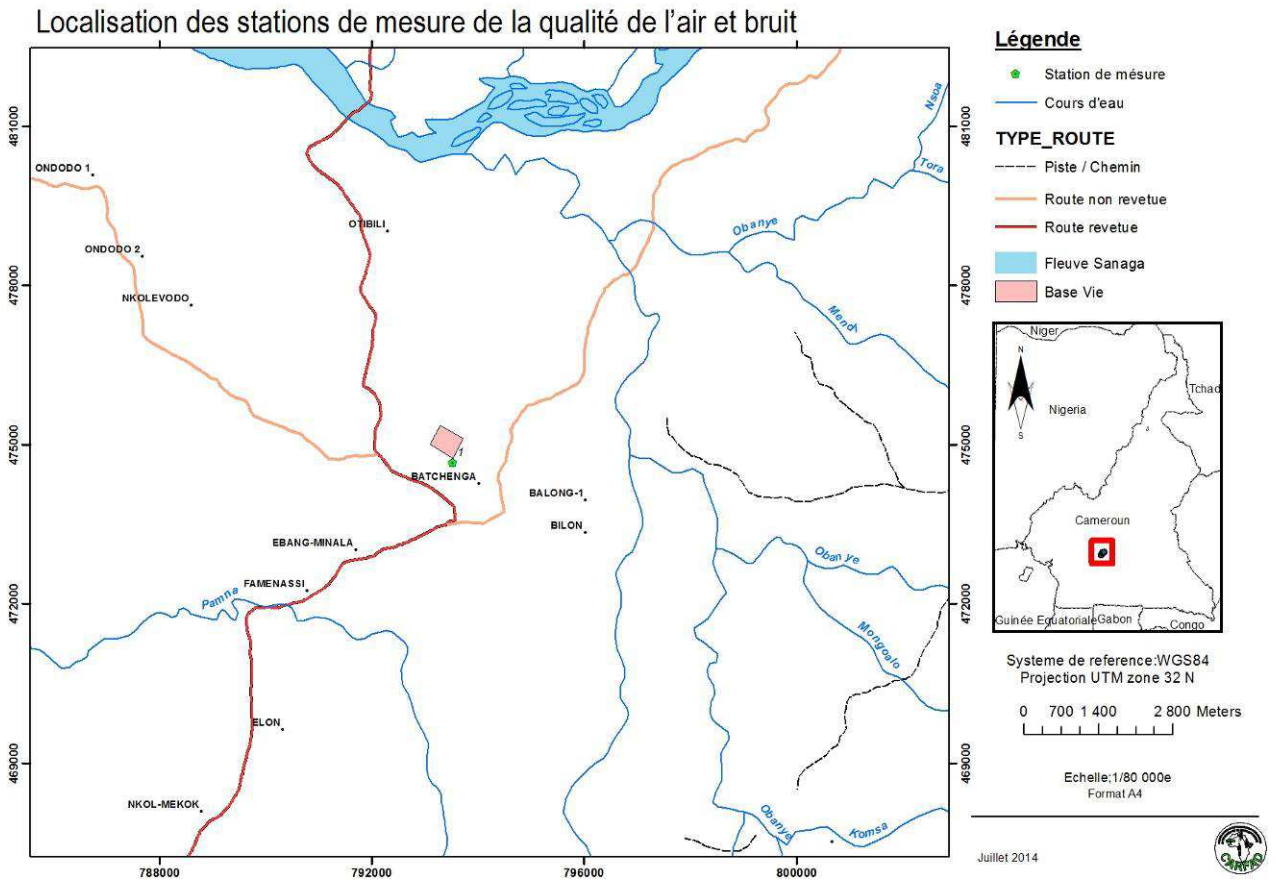 Localisation des stations de mesure de la qualité de l'air et bruit
Légende
Station de mésure
Cours d'eau
TYPE_ROUTE
Piste / Chemin
Route non revetue
Route revetue
Fleuve Sanaga
Base Vie
481000
478000
475000
472000
469000
481000
478000
475000
472000
469000
788000
792000
796000
800000
ONDODO 1
ONDODO 2
NKOLEVODO
OTIBILI
1
BATCHENGA
BALONG-1
BILON
EBANG-MINALA
FAMENASSI
ELON
NKOL-MEKOK
Nsoa
Tora
Obanye
Mendi
Obanye
Mongoalo
Obanye
Komsa
Pamna
Niger
N
S
Tchad
Nigeria
Cameroun
Guinée Equatoriale
Gabon
Congo
Systeme de reference:WGS84
Projection UTM zone 32 N
0 700 1 400 2 800 Meters
Echelle;1/80 000e
Format A4
Juillet 2014
CARFAD